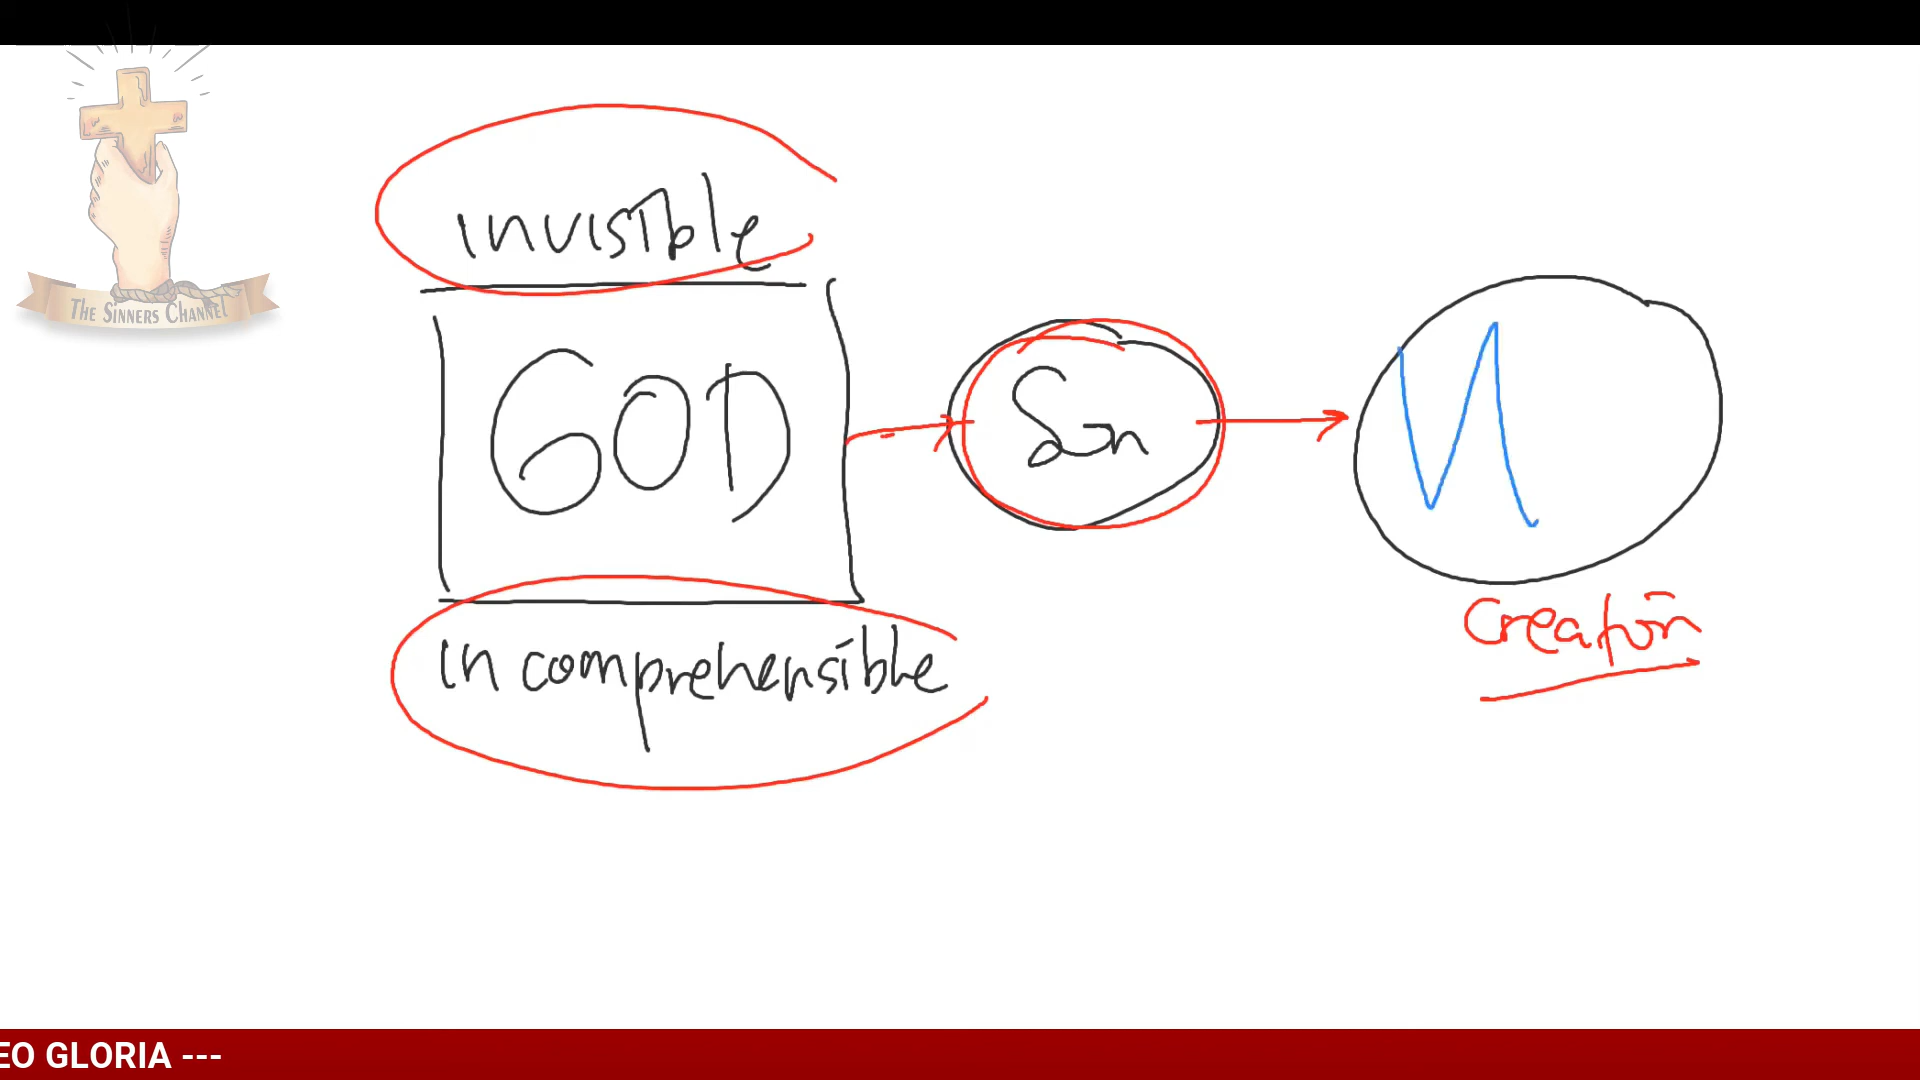 THE SINNERS CHANNEL
invisible
GOD
Son
incomprehensible
Creation
EO GLORIA ---